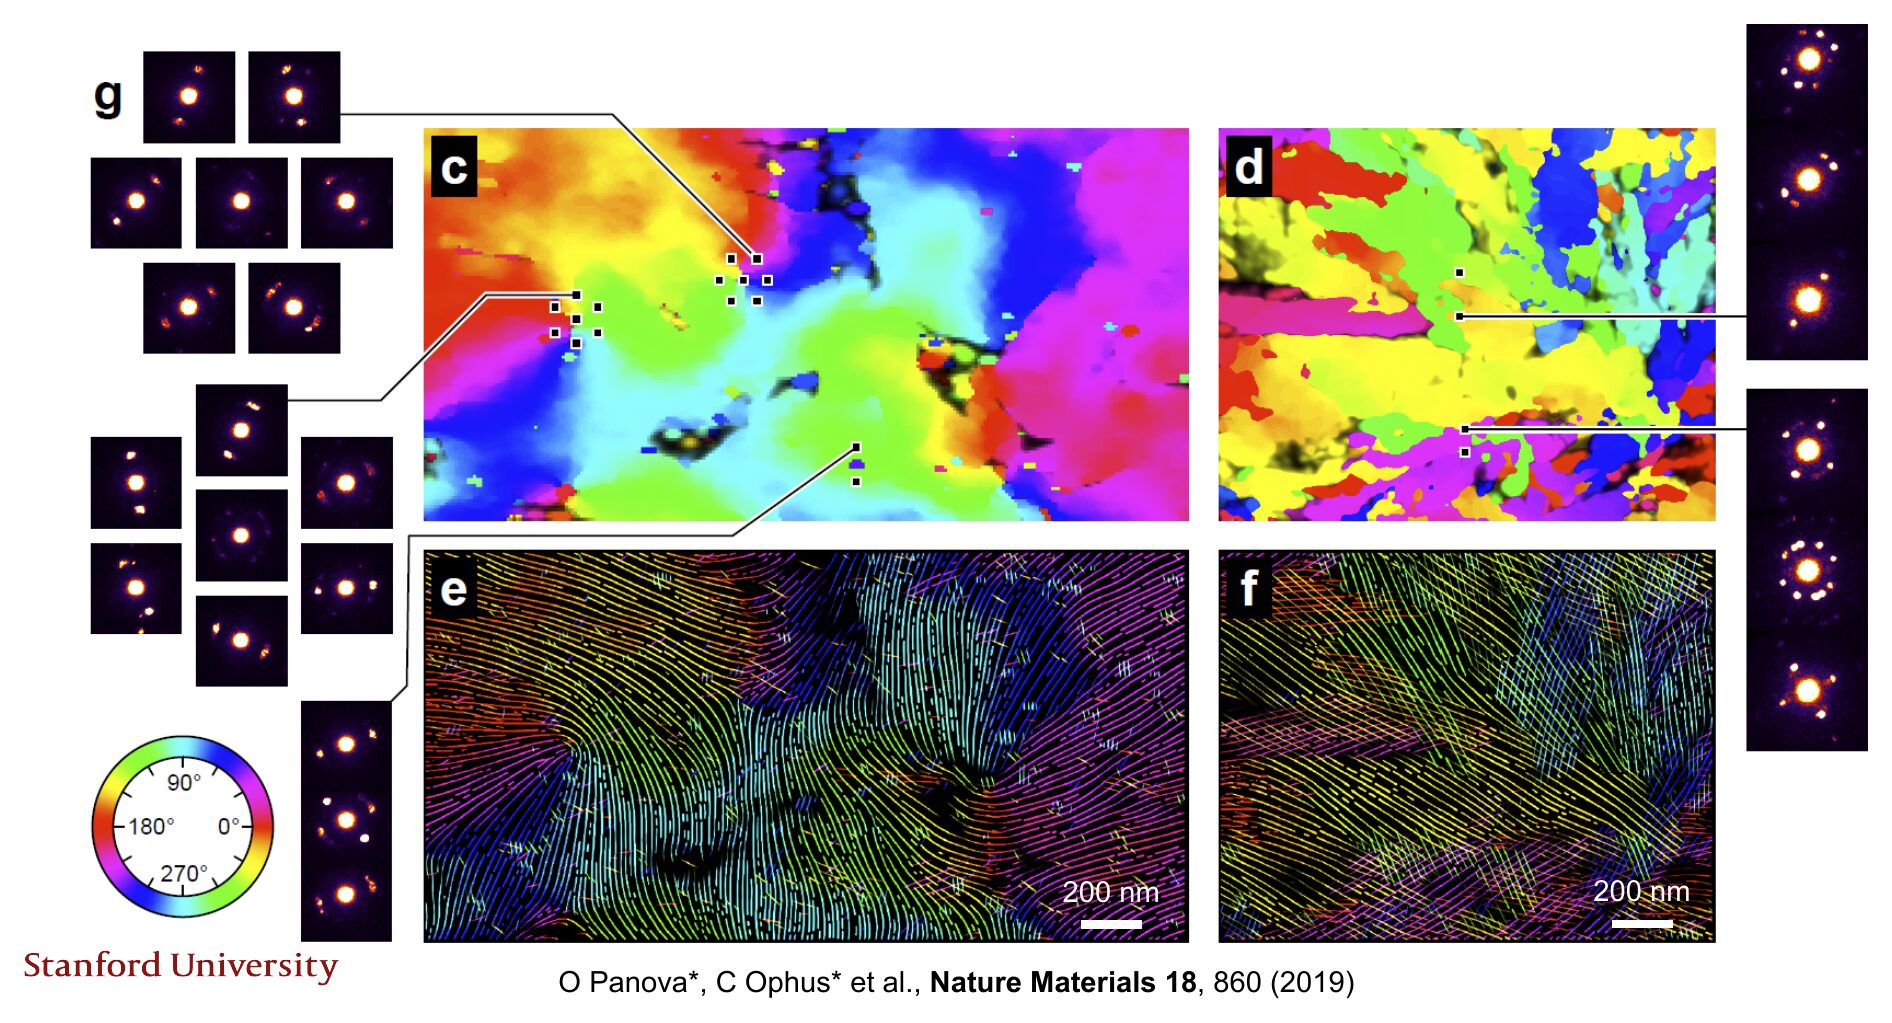 g
c
d
e
f
90°
180°
0°
270°
200 nm
200 nm
Stanford University
O Panova*, C Ophus* et al., Nature Materials 18, 860 (2019)